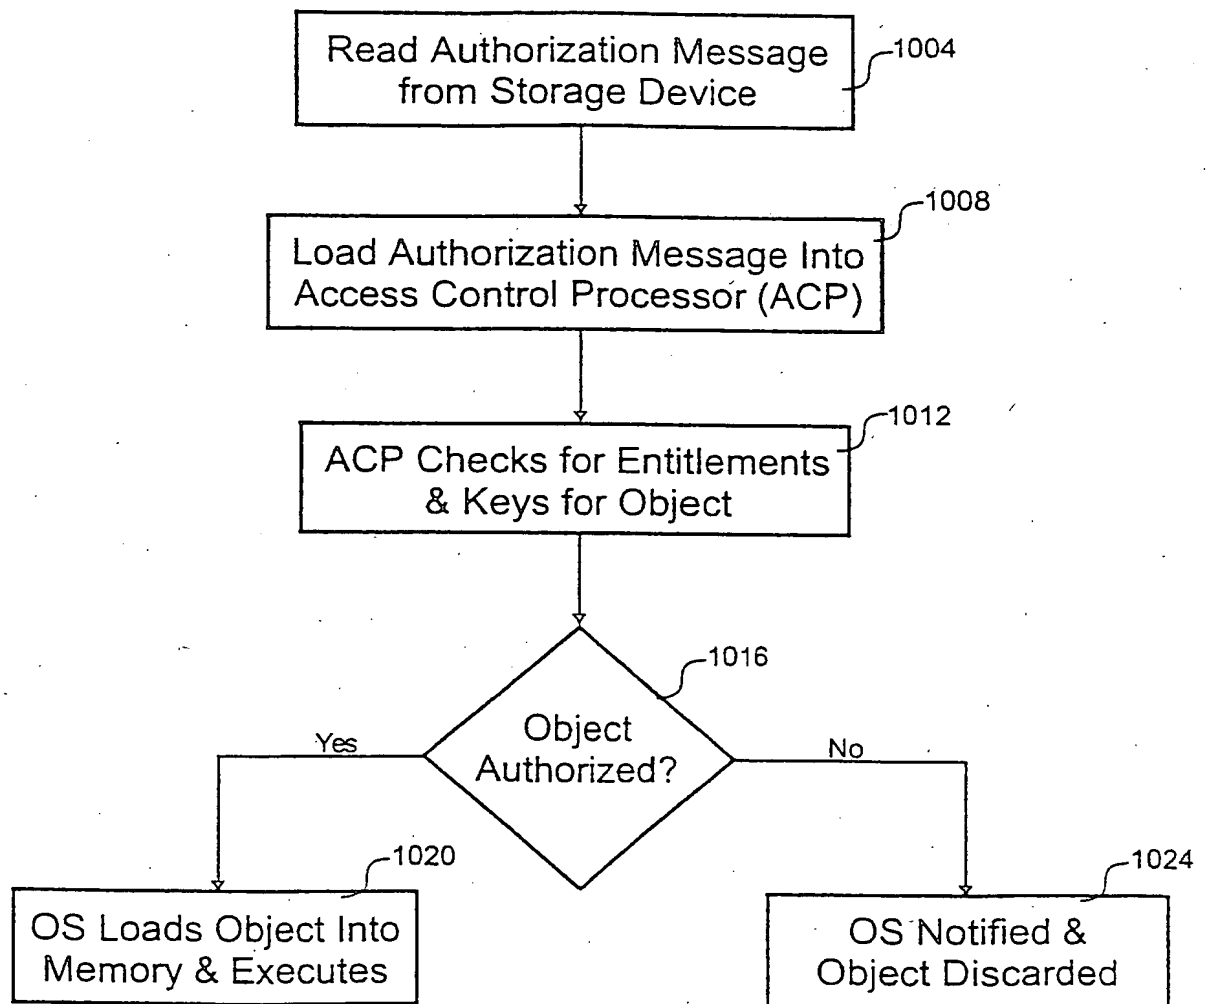 Read Authorization Message
from Storage Device
1004
Load Authorization Message Into
Access Control Processor (ACP)
1008
ACP Checks for Entitlements
& Keys for Object
1012
Object
Authorized?
1016
Yes
No
OS Loads Object Into
Memory & Executes
1020
OS Notified &
Object Discarded
1024